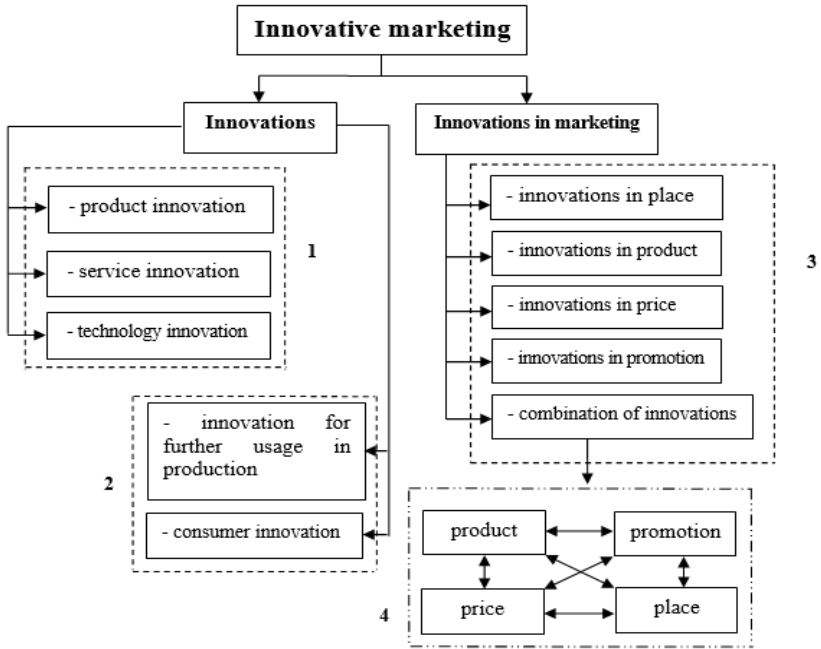 Innovative marketing
Innovations
Innovations in marketing
- product innovation
- service innovation
- technology innovation
1
- innovation for
further usage in
production
- consumer innovation
2
- innovations in place
- innovations in product
- innovations in price
- innovations in promotion
- combination of innovations
3
product
promotion
price
place
4